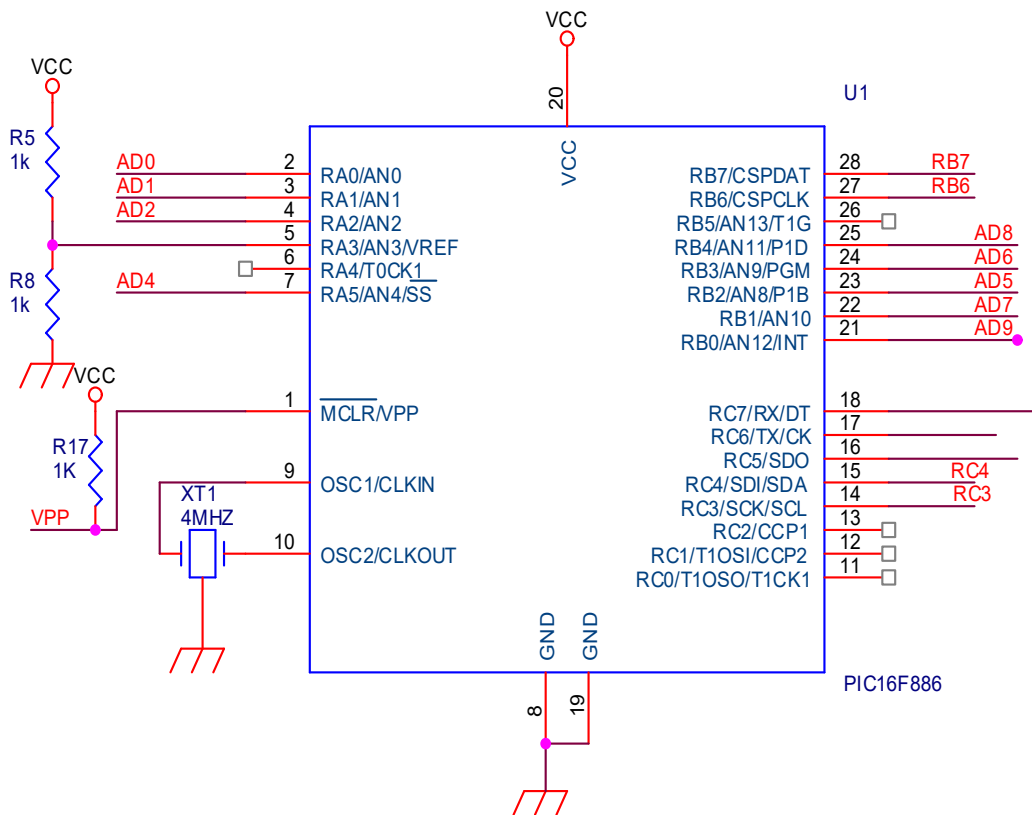 VCC
VCC
U1
R5
1k
20
VCC
AD0
2
RA0/AN0
AD1
3
RA1/AN1
AD2
4
RA2/AN2
5
RA3/AN3/VREF
6
RA4/T0CK1
AD4
7
RA5/AN4/SS
R8
1k
RB7/CSPDAT
28
RB7
RB6/CSPCLK
27
RB6
RB5/AN13/T1G
26
RB4/AN11/P1D
25
AD8
RB3/AN9/PGM
24
AD6
RB2/AN8/P1B
23
AD5
RB1/AN10
22
AD7
RB0/AN12/INT
21
AD9
VCC
1
MCLR/VPP
R17
1K
VPP
9
OSC1/CLKIN
XT1
4MHZ
10
OSC2/CLKOUT
RC7/RX/DT
18
RC6/TX/CK
17
RC5/SDO
16
RC4/SDI/SDA
15
RC4
RC3/SCK/SCL
14
RC3
RC2/CCP1
13
RC1/T1OSI/CCP2
12
RC0/T1OSO/T1CK1
11
GND
GND
8
19
PIC16F886